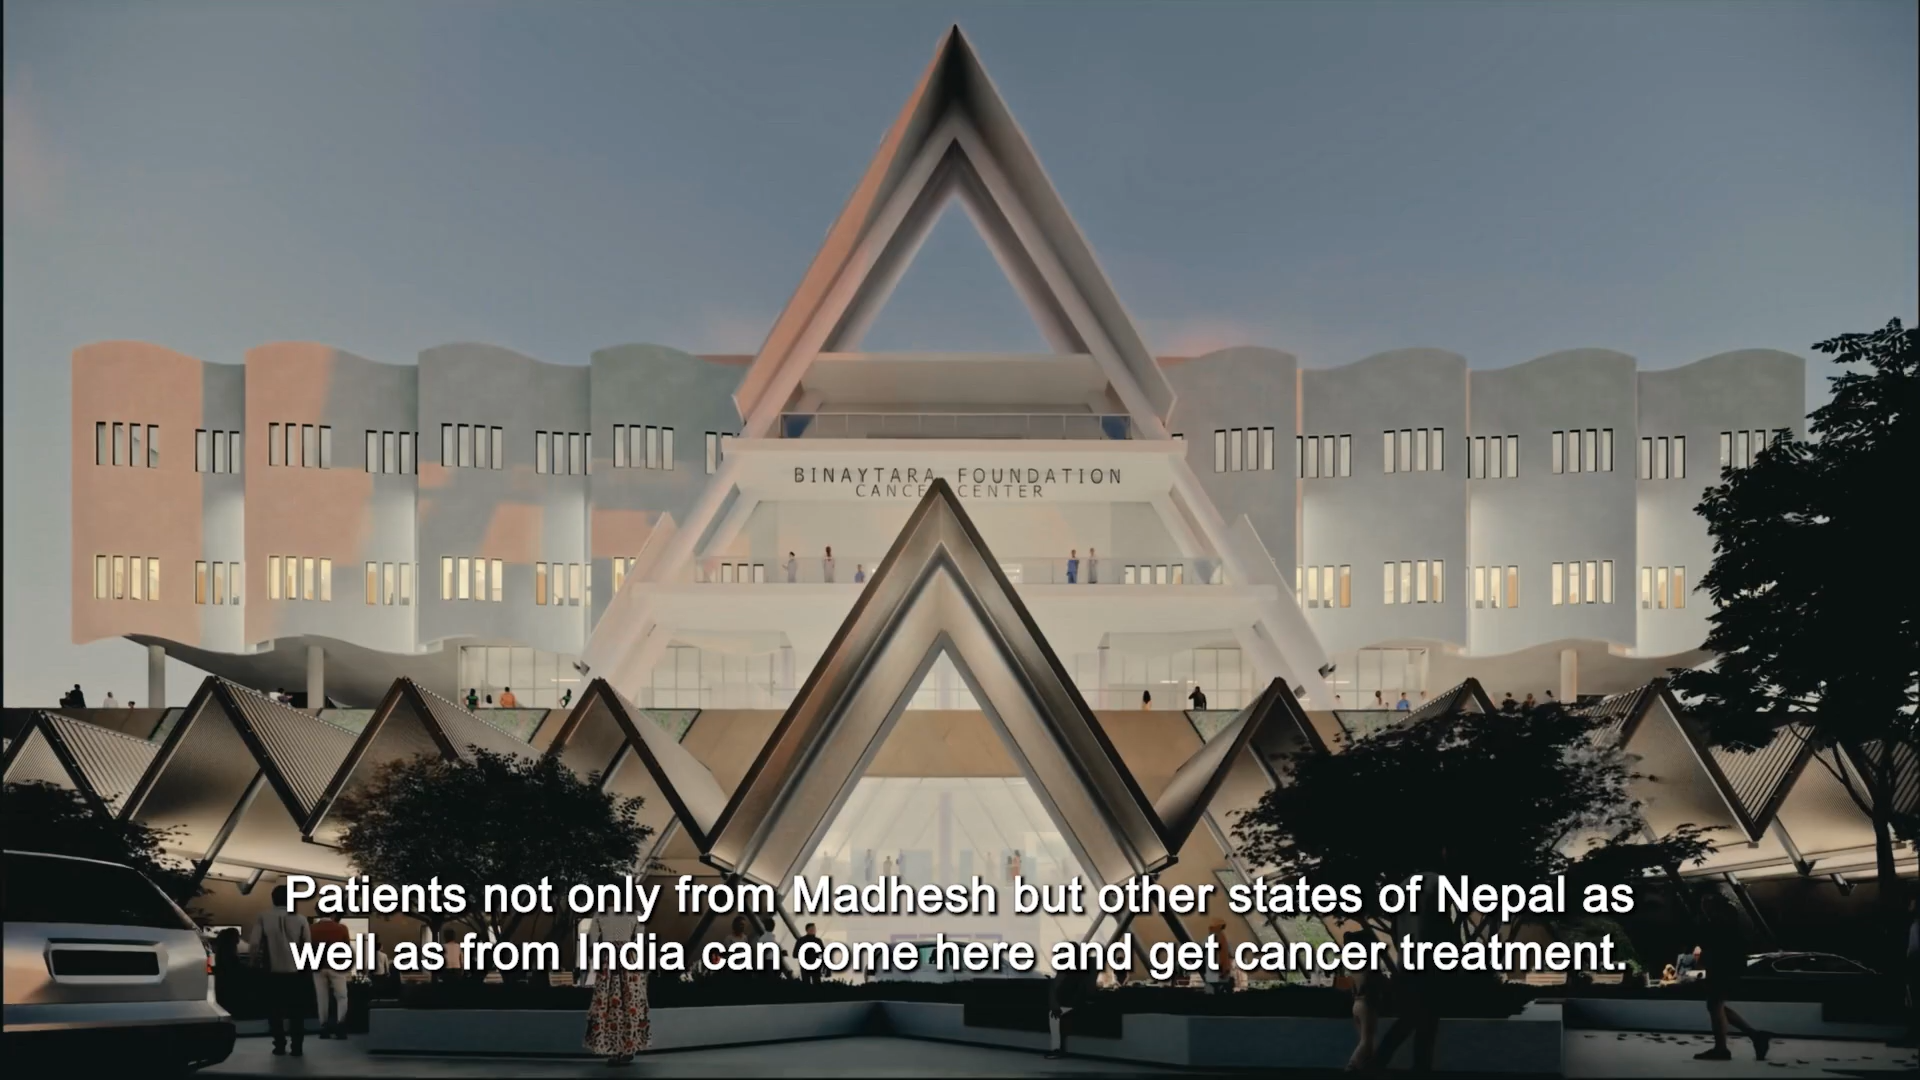 BINAYTARA FOUNDATION
CANCER CENTER
Patients not only from Madhesh but other states of Nepal as
well as from India can come here and get cancer treatment.